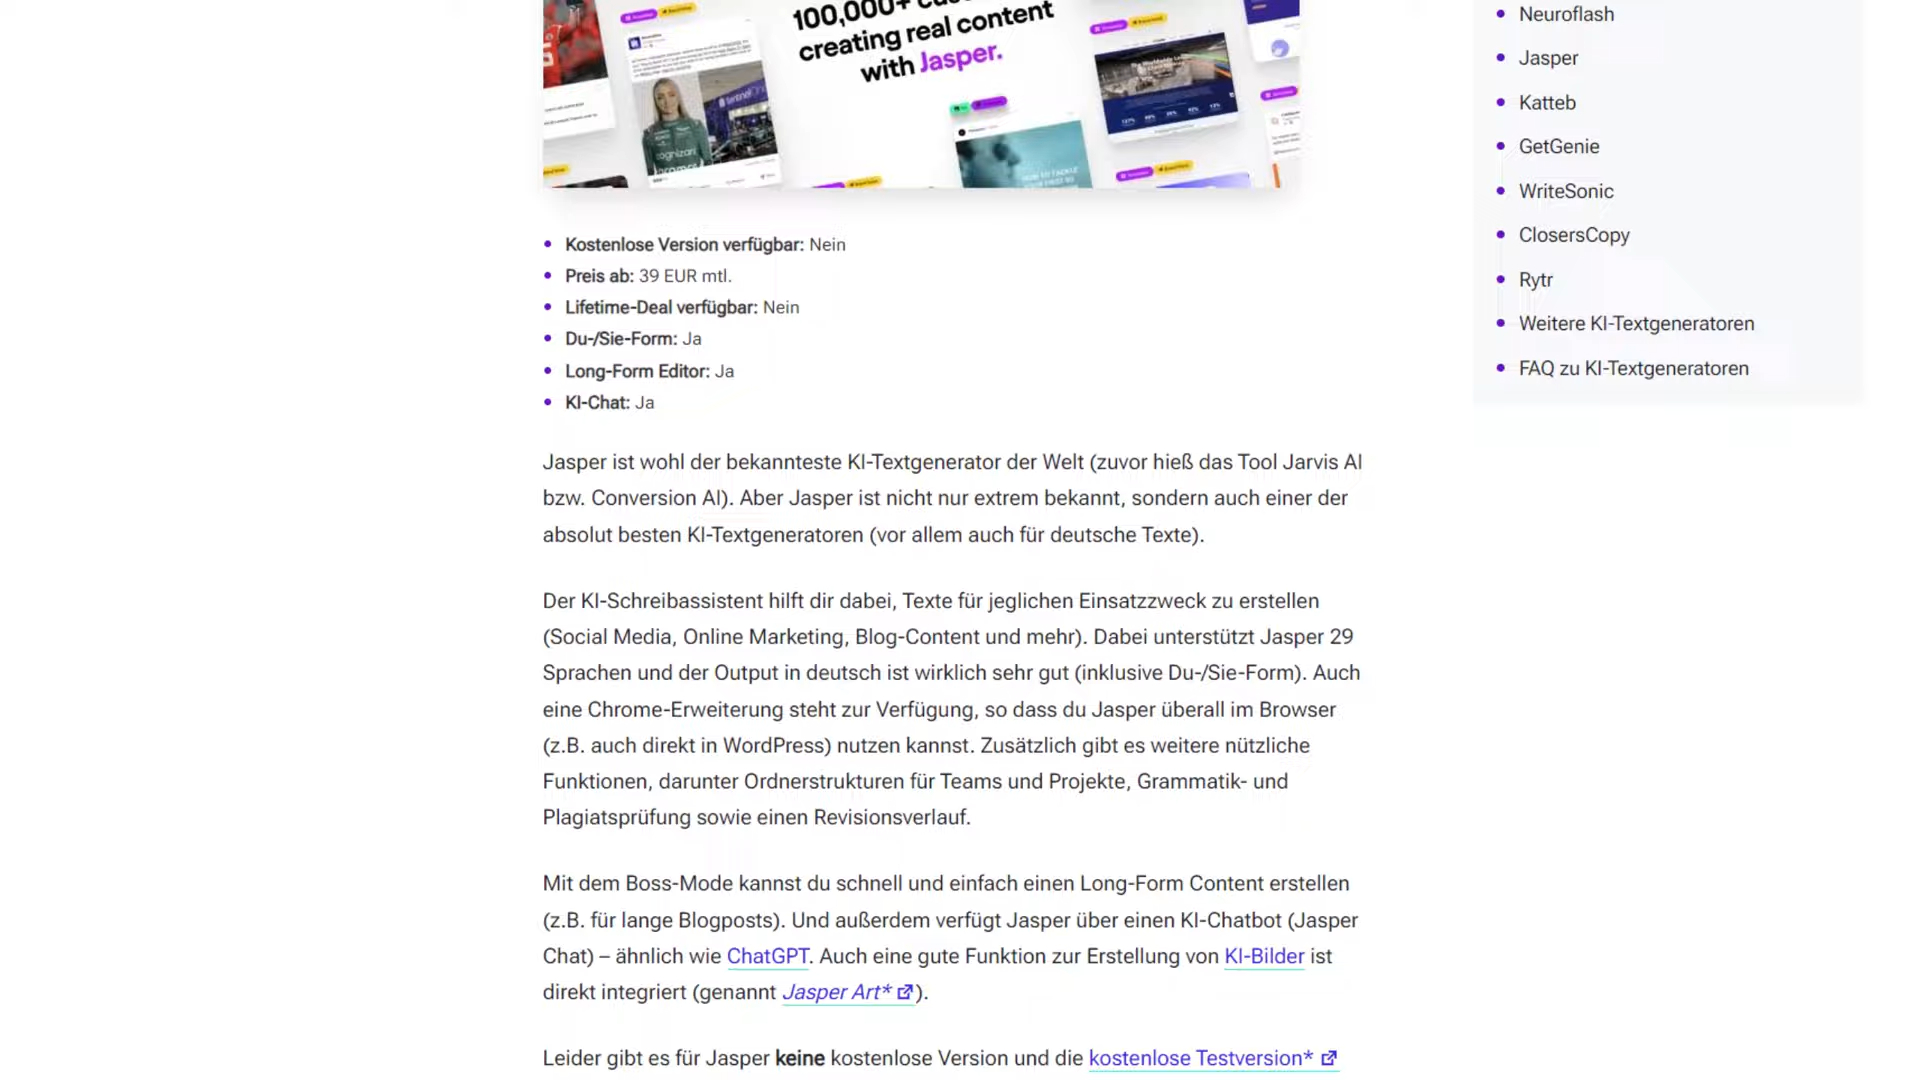 100,000+
creating real content
with Jasper.
Kostenlose Version verfügbar: Nein
Preis ab: 39 EUR mtl.
Lifetime-Deal verfügbar: Nein
Du-/Sie-Form: Ja
Long-Form Editor: Ja
KI-Chat: Ja
Jasper ist wohl der bekannteste KI-Textgenerator der Welt (zuvor hieß das Tool Jarvis AI
bzw. Conversion AI). Aber Jasper ist nicht nur extrem bekannt, sondern auch einer der
absolut besten KI-Textgeneratoren (vor allem auch für deutsche Texte).
Der KI-Schreibassistent hilft dir dabei, Texte für jeglichen Einsatzzweck zu erstellen
(Social Media, Online Marketing, Blog-Content und mehr). Dabei unterstützt Jasper 29
Sprachen und der Output in deutsch ist wirklich sehr gut (inklusive Du-/Sie-Form). Auch
eine Chrome-Erweiterung steht zur Verfügung, so dass du Jasper überall im Browser
(z.B. auch direkt in WordPress) nutzen kannst. Zusätzlich gibt es weitere nützliche
Funktionen, darunter Ordnerstrukturen für Teams und Projekte, Grammatik- und
Plagiatsprüfung sowie einen Revisionsverlauf.
Mit dem Boss-Mode kannst du schnell und einfach einen Long-Form Content erstellen
(z.B. für lange Blogposts). Und außerdem verfügt Jasper über einen KI-Chatbot (Jasper
Chat) – ähnlich wie ChatGPT. Auch eine gute Funktion zur Erstellung von KI-Bilder ist
direkt integriert (genannt Jasper Art*).
Leider gibt es für Jasper keine kostenlose Version und die kostenlose Testversion*
Neuroflash
Jasper
Katteb
GetGenie
WriteSonic
ClosersCopy
Rytr
Weitere KI-Textgeneratoren
FAQ zu KI-Textgeneratoren